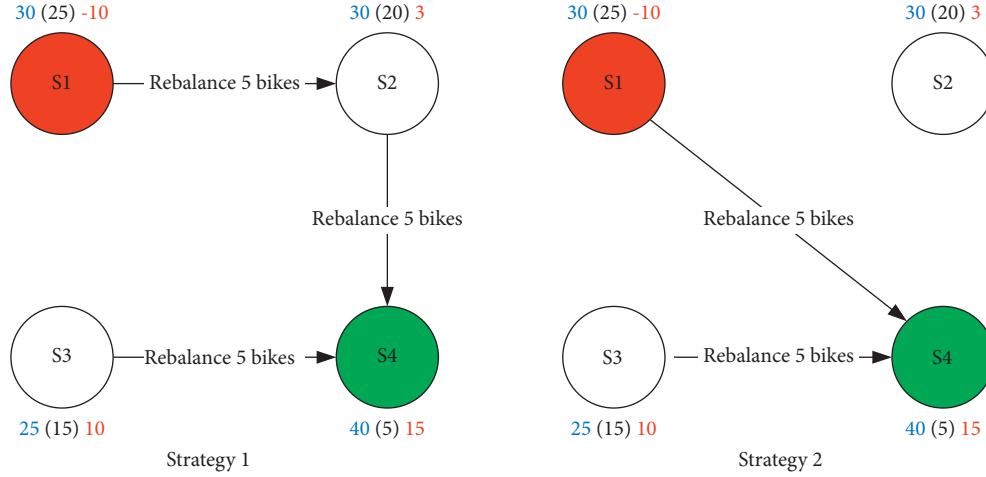 30 (25) -10
S1
Rebalance 5 bikes
30 (20) 3
S2
Rebalance 5 bikes
S3
25 (15) 10
Rebalance 5 bikes
S4
40 (5) 15
Strategy 1
30 (25) -10
S1
30 (20) 3
S2
Rebalance 5 bikes
S3
25 (15) 10
Rebalance 5 bikes
S4
40 (5) 15
Strategy 2